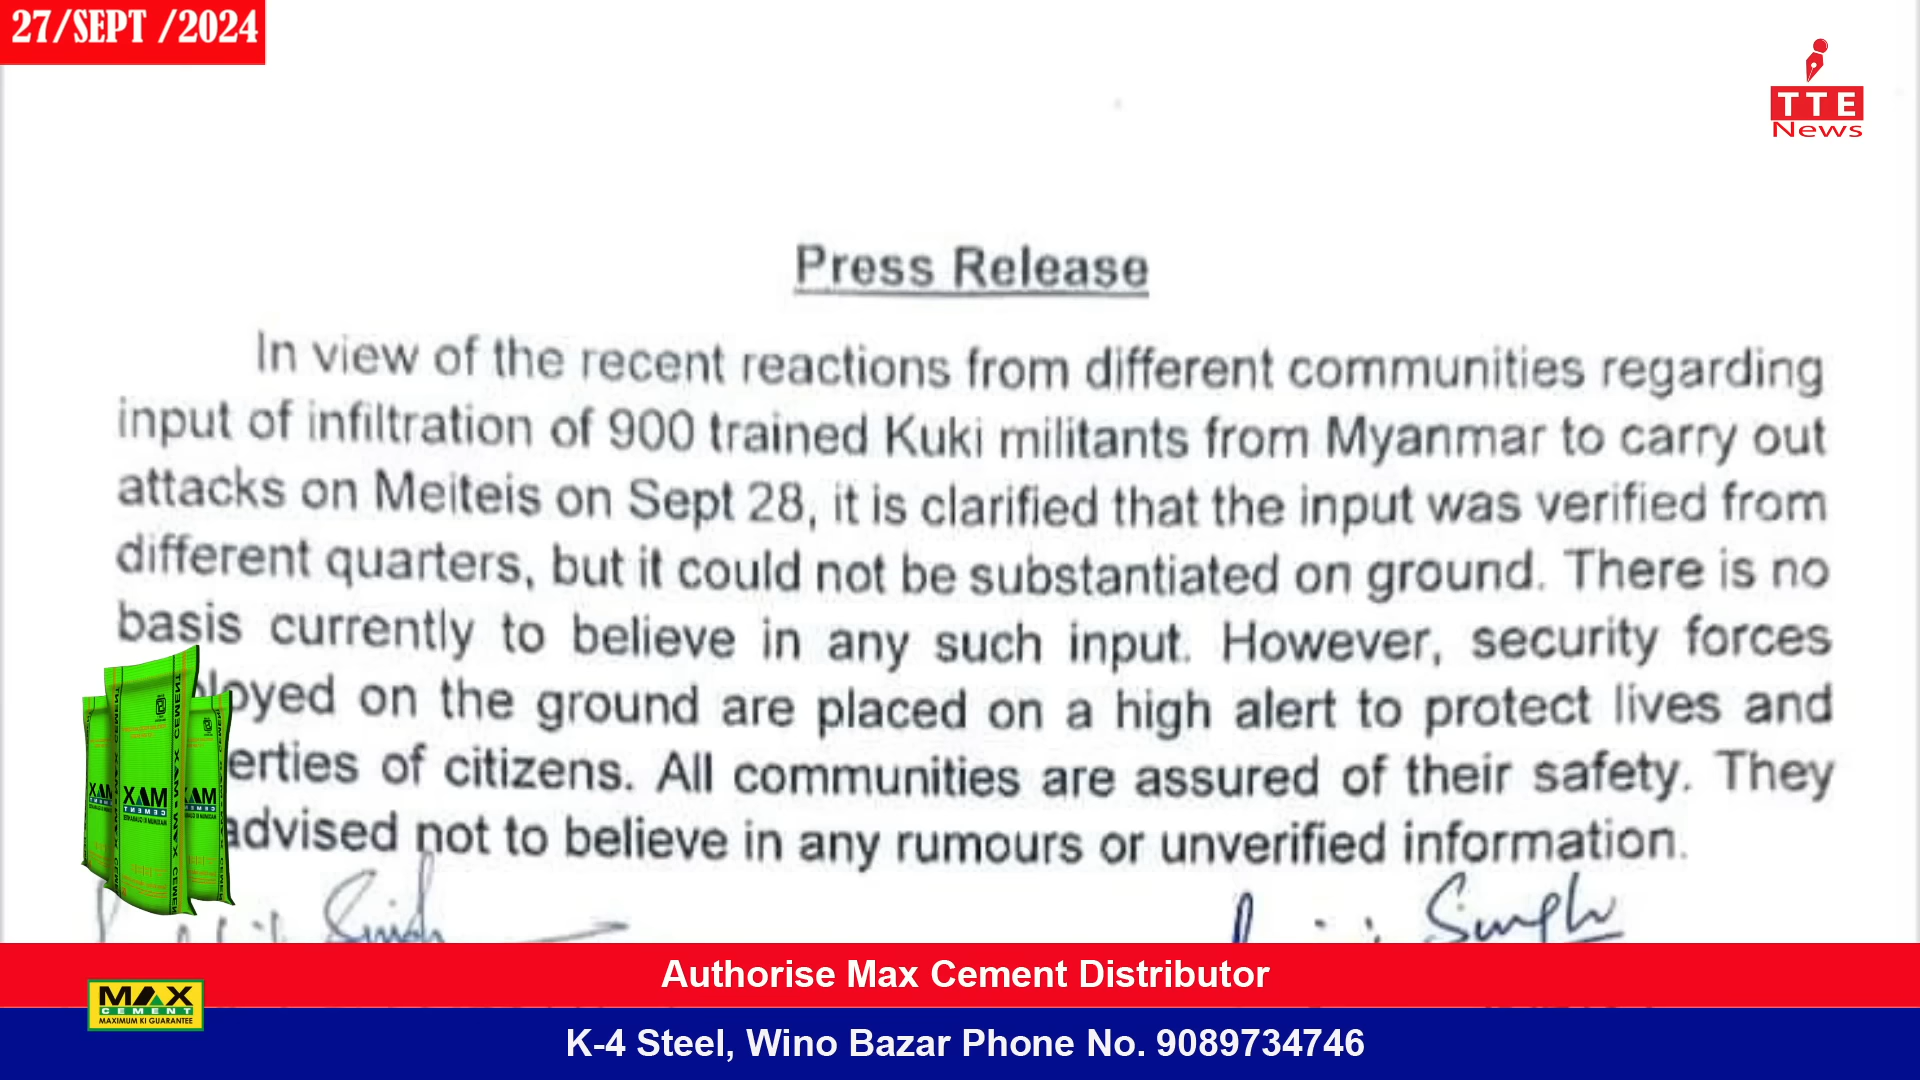 27/SEPT /2024
TTE
News
Press Release
In view of the recent reactions from different communities regarding
input of infiltration of 900 trained Kuki militants from Myanmar to carry out
attacks on Meiteis on Sept 28, it is clarified that the input was verified from
different quarters, but it could not be substantiated on ground. There is no
basis currently to believe in any such input. However, security forces
loyed on the ground are placed on a high alert to protect lives and
erties of citizens. All communities are assured of their safety. They
advised not to believe in any rumours or unverified information.
Singh
Singh
MAX
CEMENT
Authorise Max Cement Distributor
MAX
CEMENT
MAXIMUM KI GUARANTEE
K-4 Steel, Wino Bazar Phone No. 9089734746